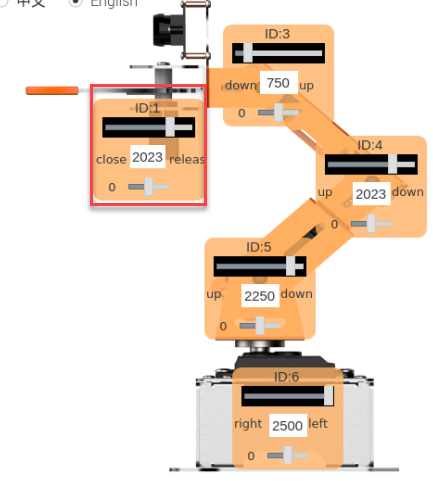 中文 English
ID:3
down 750 up
0
ID:1
close 2023 releas
0
ID:4
up 2023 down
0
ID:5
up 2250 down
0
ID:6
right 2500 left
0